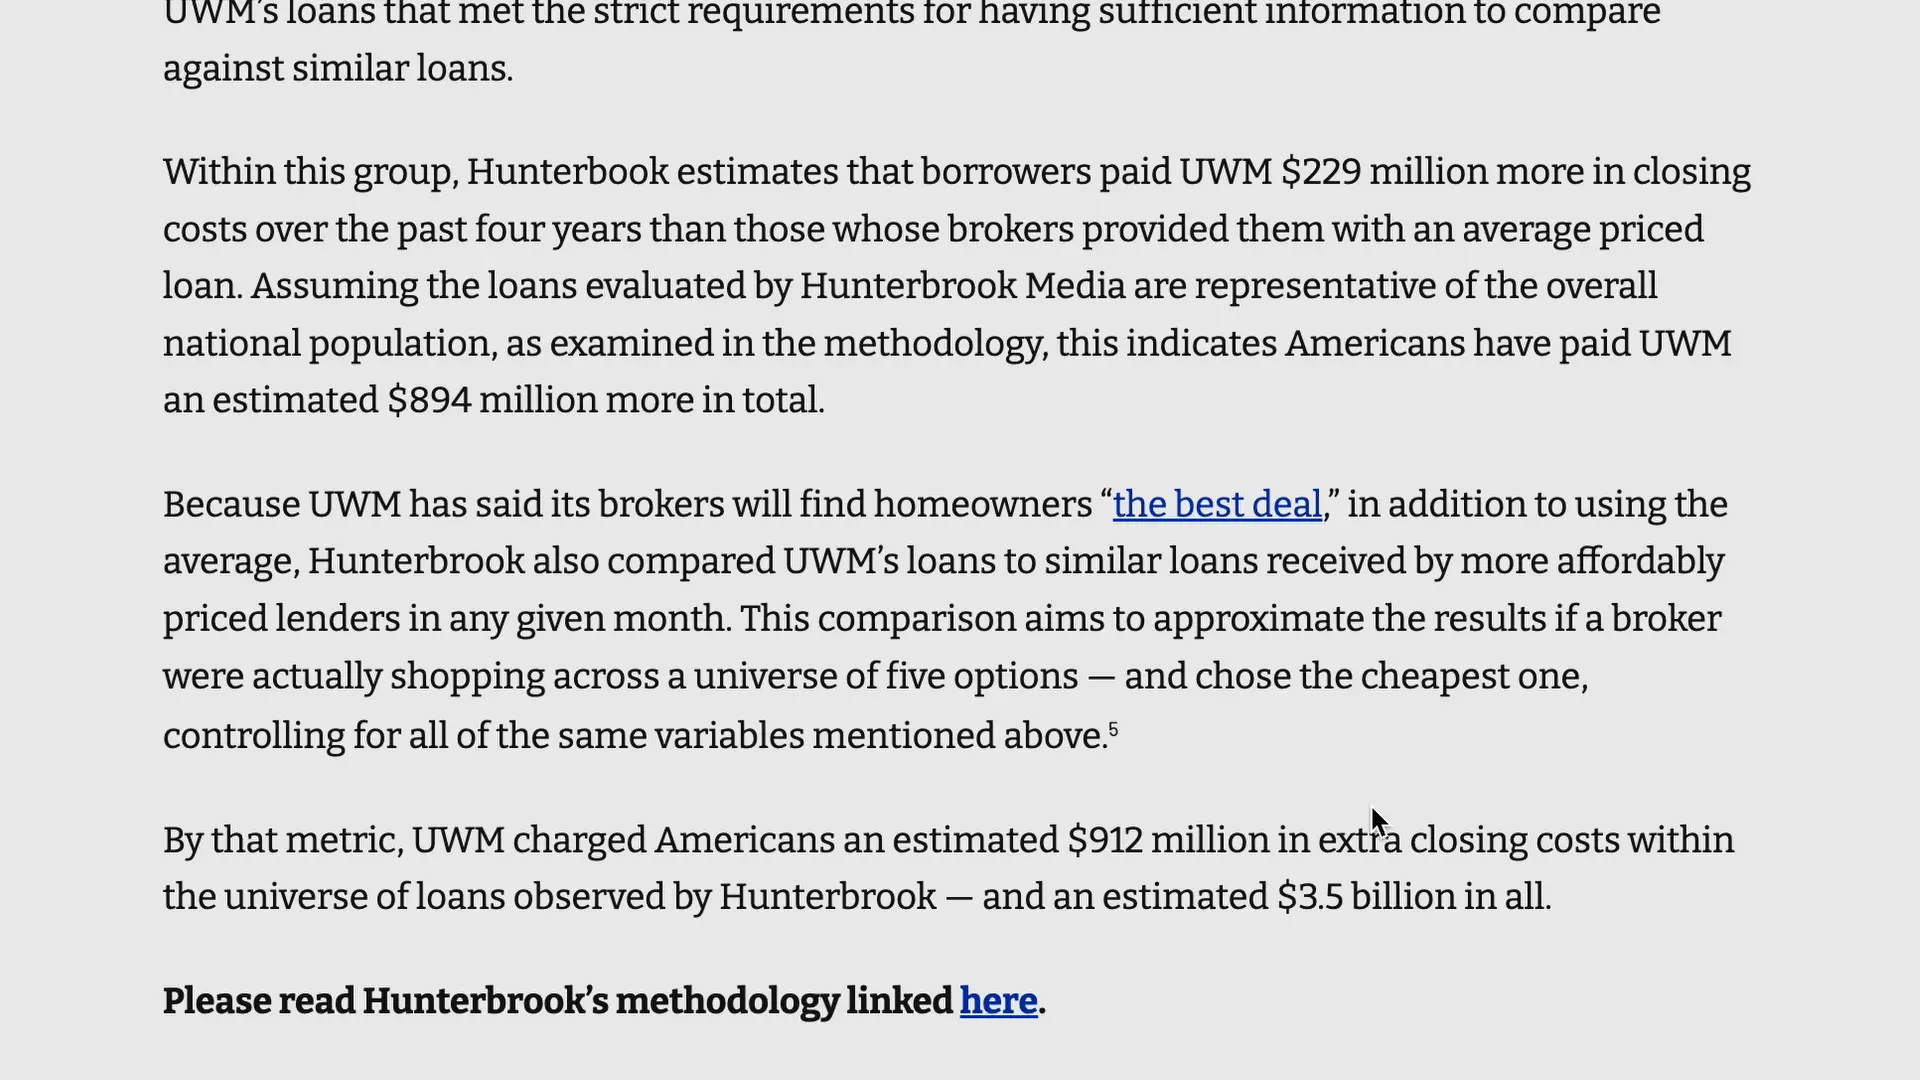 UWM’s loans that met the strict requirements for having sufficient information to compare
against similar loans.
Within this group, Hunterbook estimates that borrowers paid UWM $229 million more in closing
costs over the past four years than those whose brokers provided them with an average priced
loan. Assuming the loans evaluated by Hunterbrook Media are representative of the overall
national population, as examined in the methodology, this indicates Americans have paid UWM
an estimated $894 million more in total.
Because UWM has said its brokers will find homeowners “the best deal,” in addition to using the
average, Hunterbrook also compared UWM’s loans to similar loans received by more affordably
priced lenders in any given month. This comparison aims to approximate the results if a broker
were actually shopping across a universe of five options — and chose the cheapest one,
controlling for all of the same variables mentioned above.⁵
By that metric, UWM charged Americans an estimated $912 million in extra closing costs within
the universe of loans observed by Hunterbrook — and an estimated $3.5 billion in all.
Please read Hunterbrook’s methodology linked here.